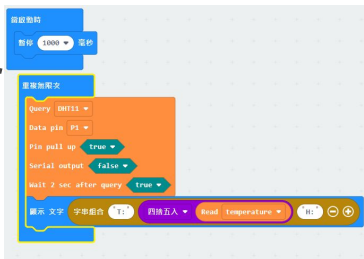 當啟動時
暫停 1000 ▾ 毫秒
重複無限次
Query DHT11 ▾
Data pin P1 ▾
Pin pull up true ▾
Serial output false ▾
Wait 2 sec after query true ▾
顯示 文字 字串組合 "T:" 四捨五入 ▾ Read temperature ▾ "H:" ⊖ ⊕